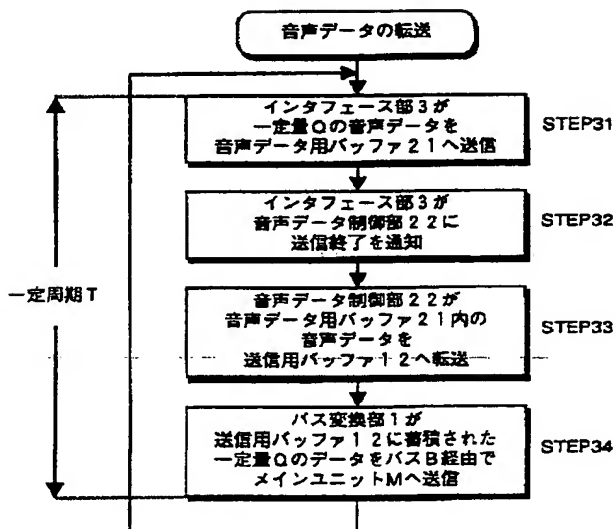 音声データの転送
インタフェース部3が
一定量Qの音声データを
音声データ用バッファ21へ送信
STEP31
インタフェース部3が
音声データ制御部22に
送信終了を通知
STEP32
一定周期T
音声データ制御部22が
音声データ用バッファ21内の
音声データを
送信用バッファ12へ転送
STEP33
バス変換部1が
送信用バッファ12に蓄積された
一定量QのデータをバスB経由で
メインユニットMへ送信
STEP34